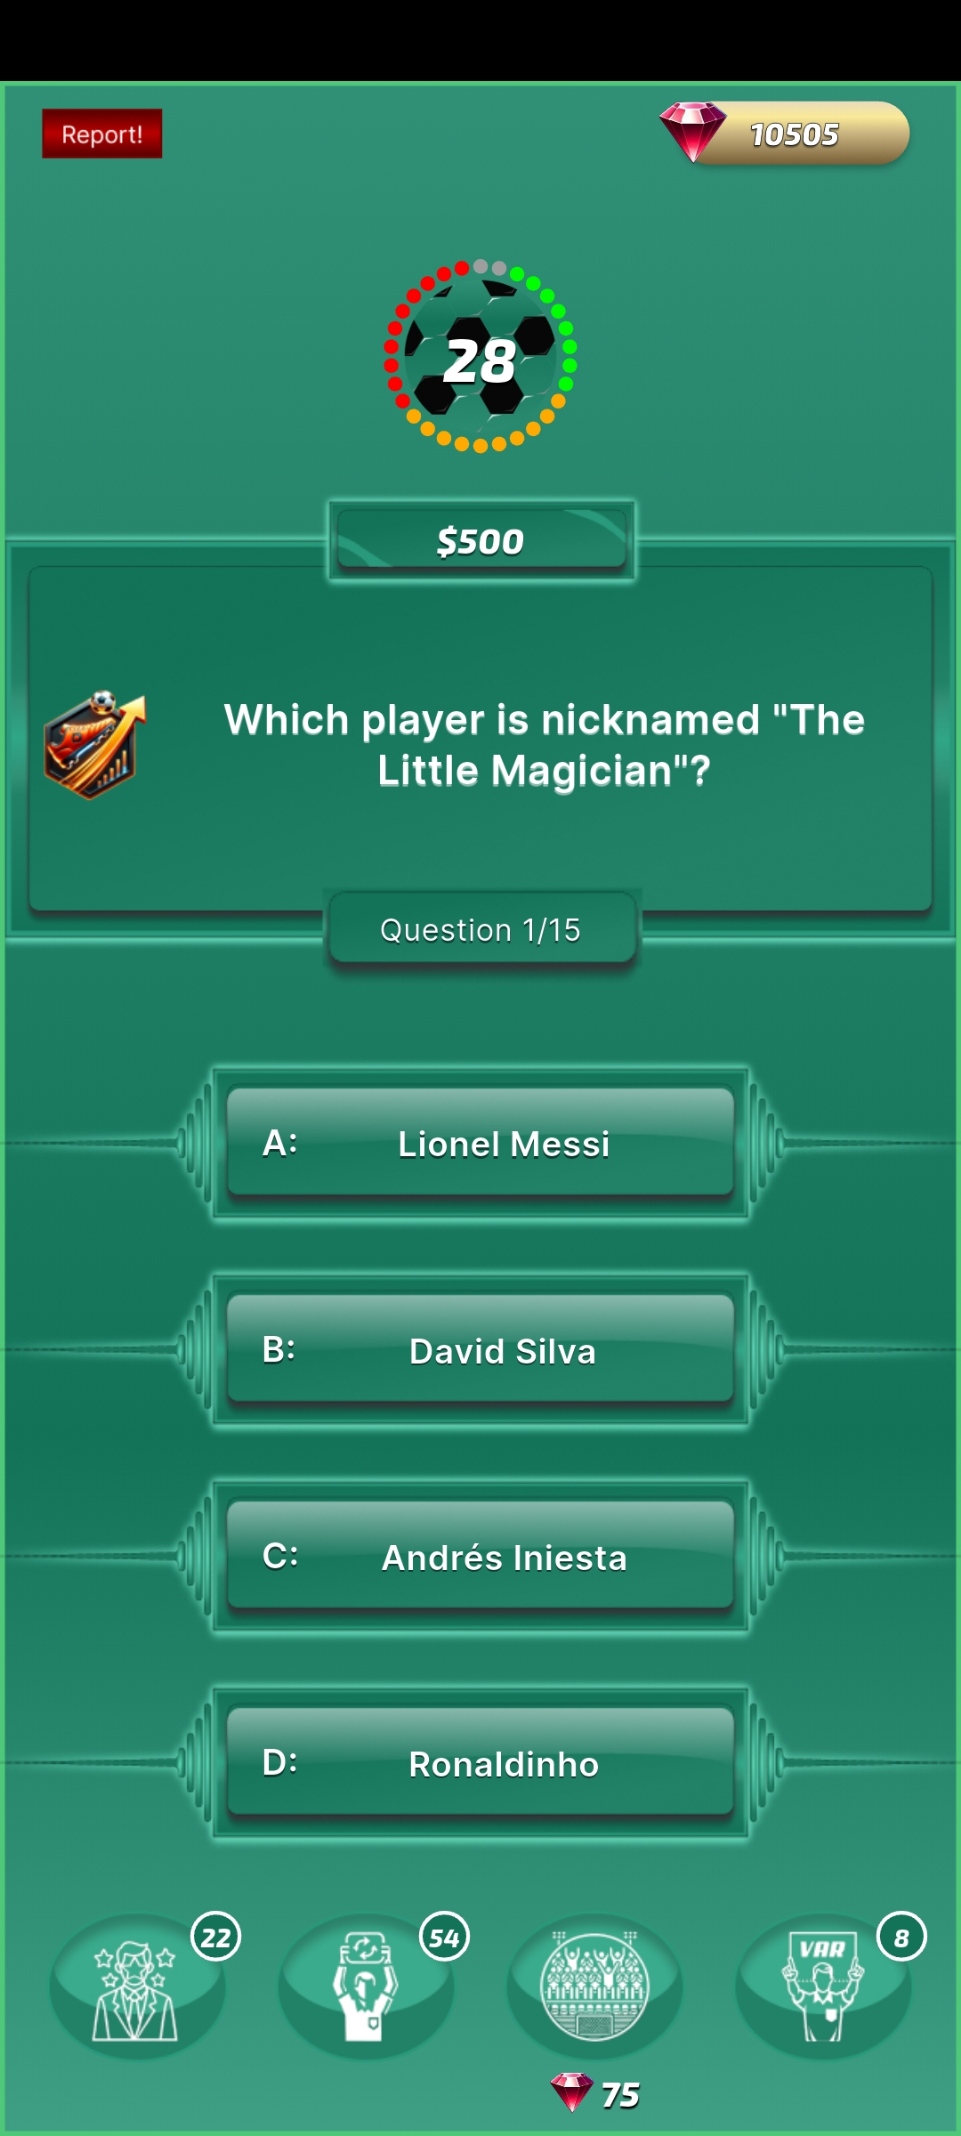 Report!
10505
28
$500
Which player is nicknamed "The
Little Magician"?
Question 1/15
A: Lionel Messi
B: David Silva
C: Andrés Iniesta
D: Ronaldinho
22
54
VAR
8
75